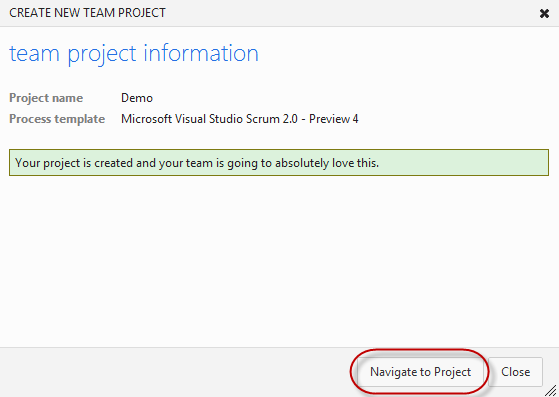 CREATE NEW TEAM PROJECT
team project information
Project name Demo
Process template Microsoft Visual Studio Scrum 2.0 - Preview 4
Your project is created and your team is going to absolutely love this.
Navigate to Project Close